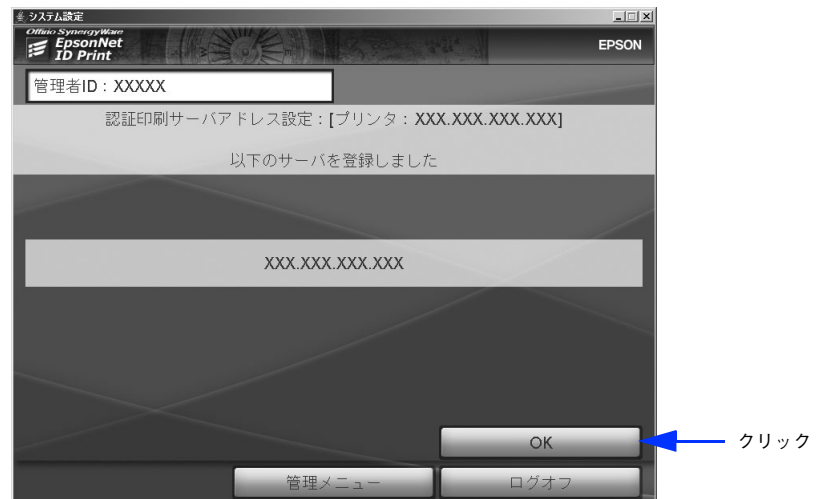 システム設定
Offirio SynergyWare
EpsonNet
ID Print
EPSON
管理者ID：XXXXX
認証印刷サーバアドレス設定：[プリンタ：XXX.XXX.XXX.XXX]
以下のサーバを登録しました
XXX.XXX.XXX.XXX
OK
クリック
管理メニュー
ログオフ